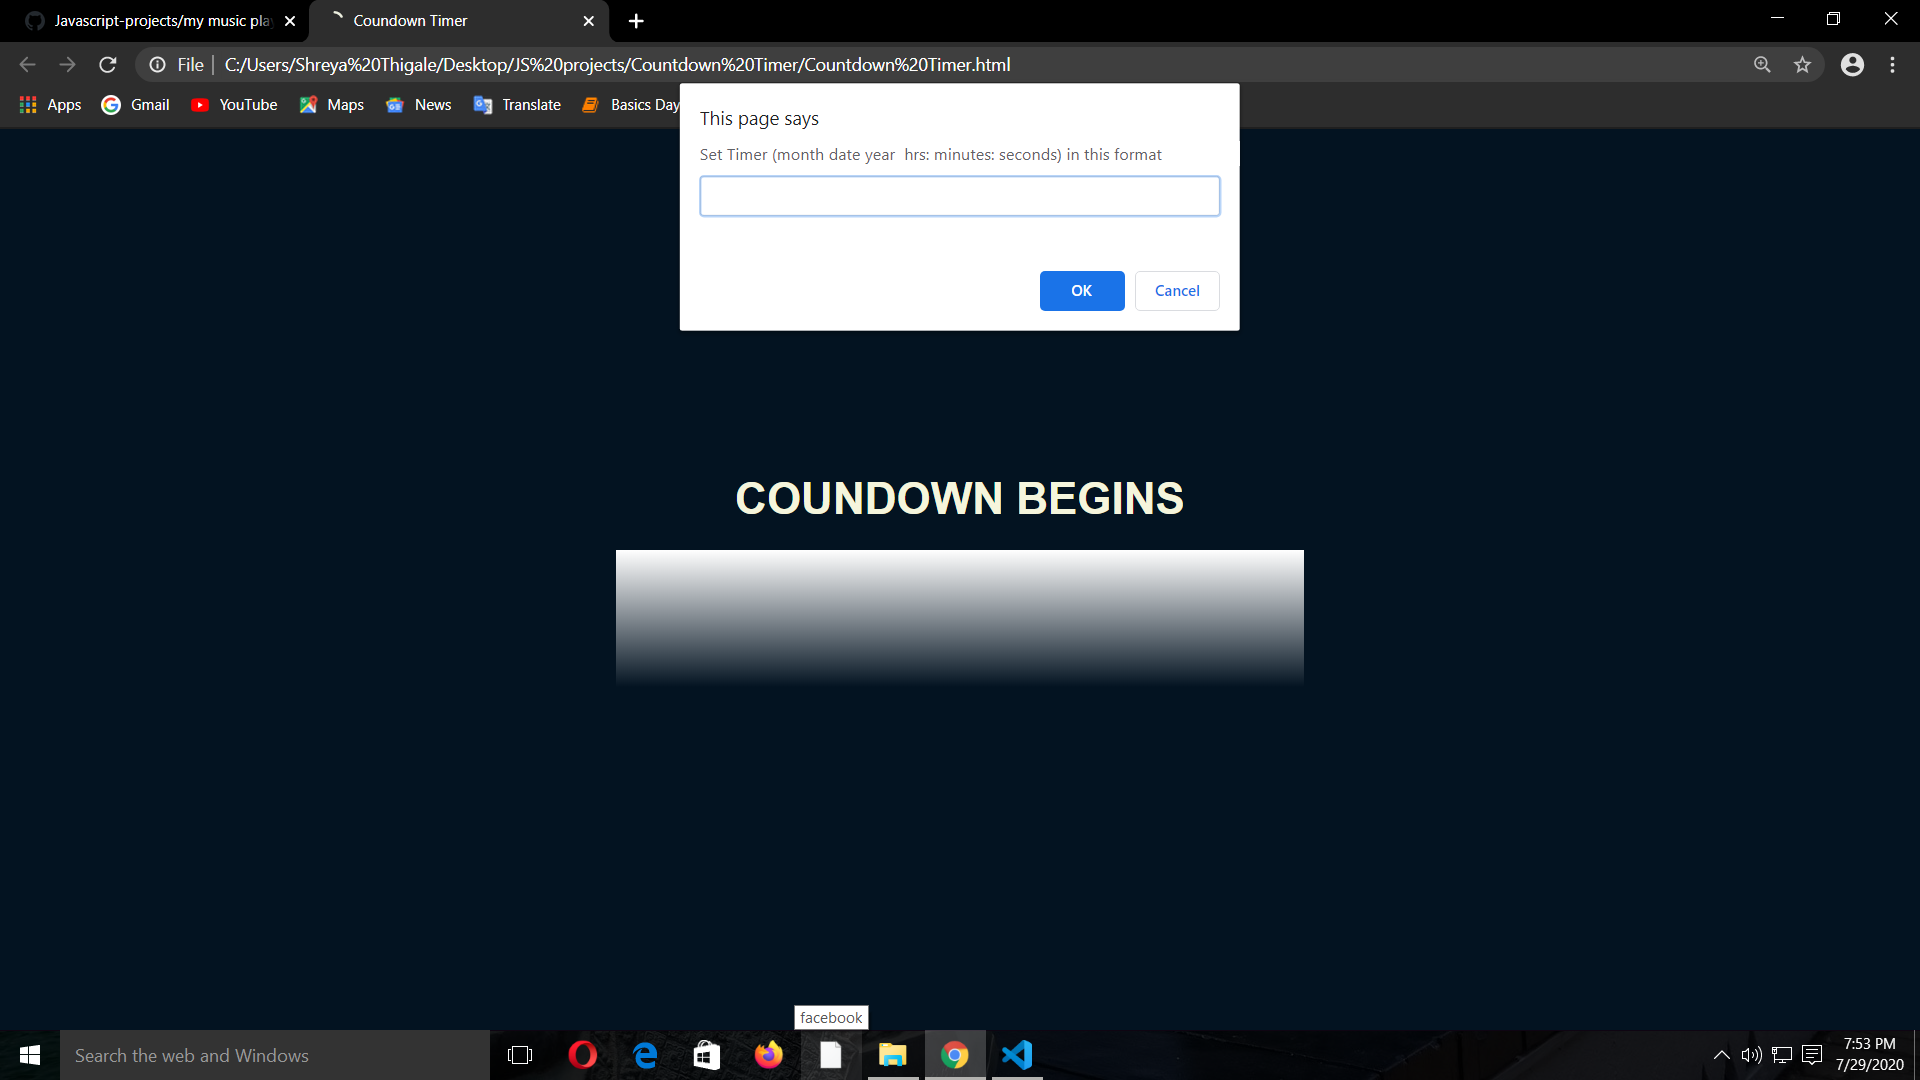 Javascript-projects/my music pla
Coundown Timer
File
C:/Users/Shreya%20Thigale/Desktop/JS%20projects/Countdown%20Timer/Countdown%20Timer.html
Apps
Gmail
YouTube
Maps
News
Translate
Basics Day
This page says
Set Timer (month date year  hrs: minutes: seconds) in this format
OK
Cancel
COUNDOWN BEGINS
facebook
Search the web and Windows
7:53 PM
7/29/2020